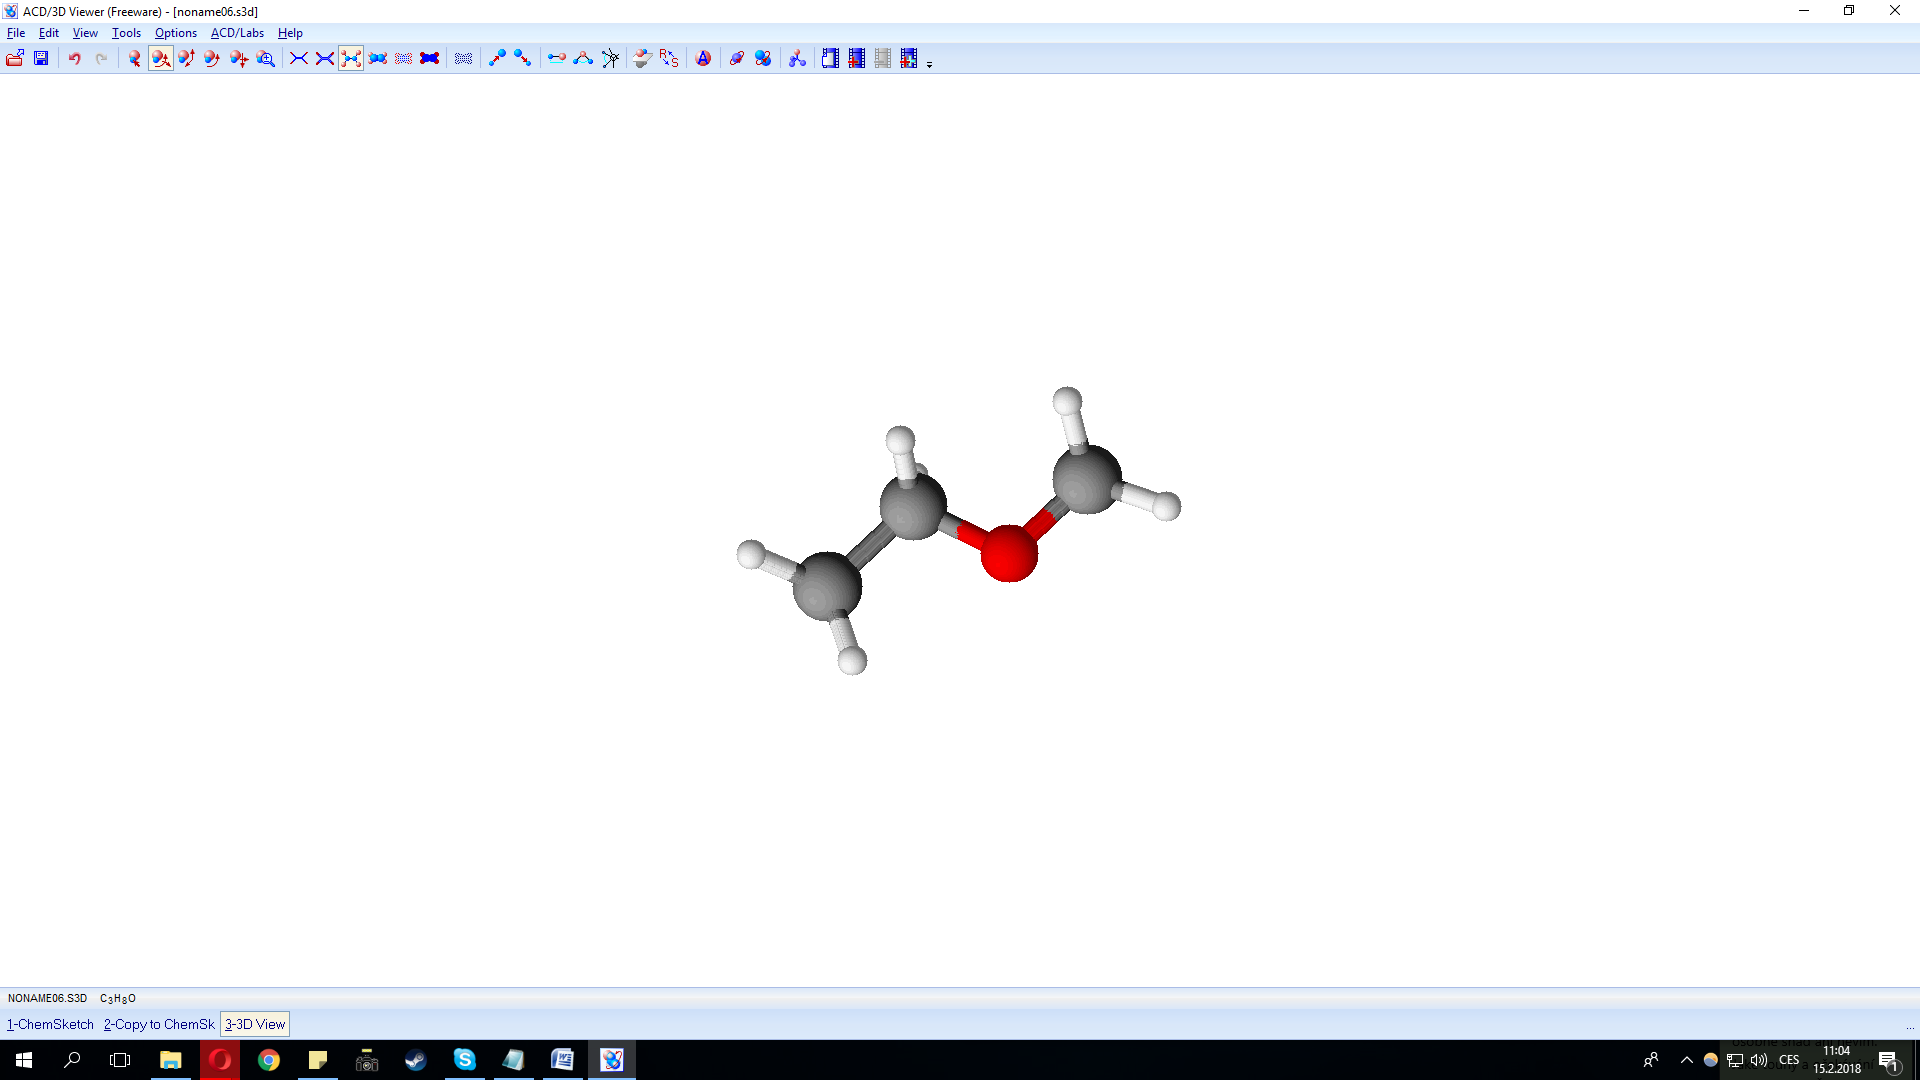 ACD/3D Viewer (Freeware) - [noname06.s3d]
File Edit View Tools Options ACD/Labs Help
R S A
NONAME06.S3D C3H8O
1-ChemSketch 2-Copy to ChemSk 3-3D View
...
CES
11:04
15.2.2018
1